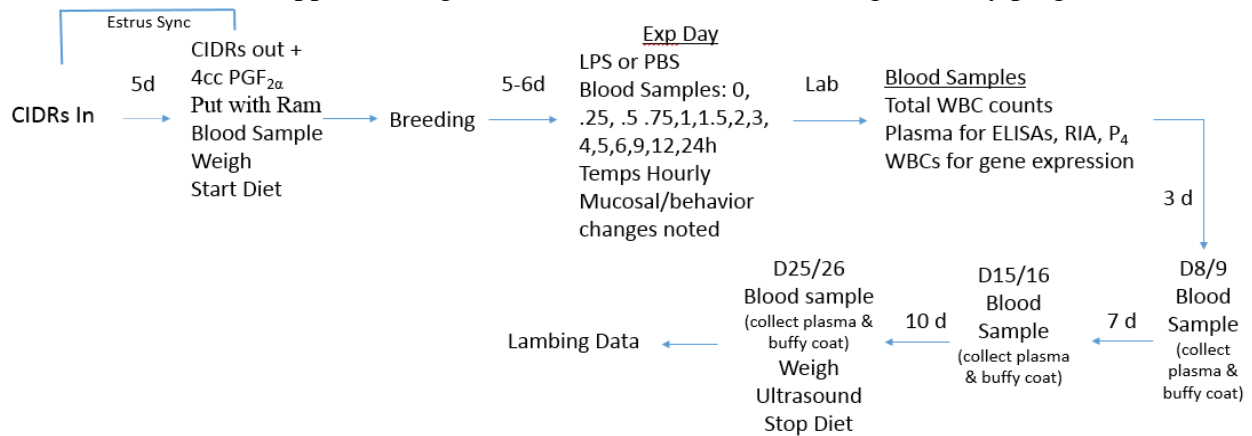 Estrus Sync
CIDRs In
5d
CIDRs out +
4cc PGF2α
Put with Ram
Blood Sample
Weigh
Start Diet
Breeding
5-6d
Exp Day
LPS or PBS
Blood Samples: 0,
.25, .5 .75,1,1.5,2,3,
4,5,6,9,12,24h
Temps Hourly
Mucosal/behavior
changes noted
Lab
Blood Samples
Total WBC counts
Plasma for ELISAs, RIA, P4
WBCs for gene expression
3 d
D8/9
Blood
Sample
(collect
plasma &
buffy coat)
7 d
D15/16
Blood
Sample
(collect plasma
& buffy coat)
10 d
D25/26
Blood sample
(collect plasma &
buffy coat)
Weigh
Ultrasound
Stop Diet
Lambing Data